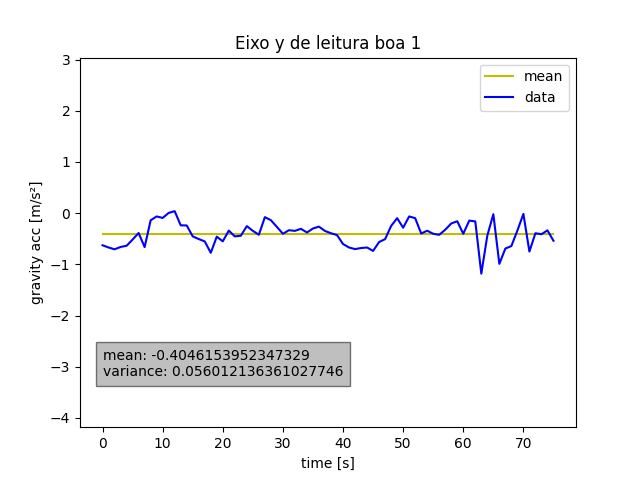 Eixo y de leitura boa 1
3
2
1
0
−1
−2
−3
−4
gravity acc [m/s²]
mean
data
mean: -0.4046153952347329
variance: 0.056012136361027746
0 10 20 30 40 50 60 70
time [s]